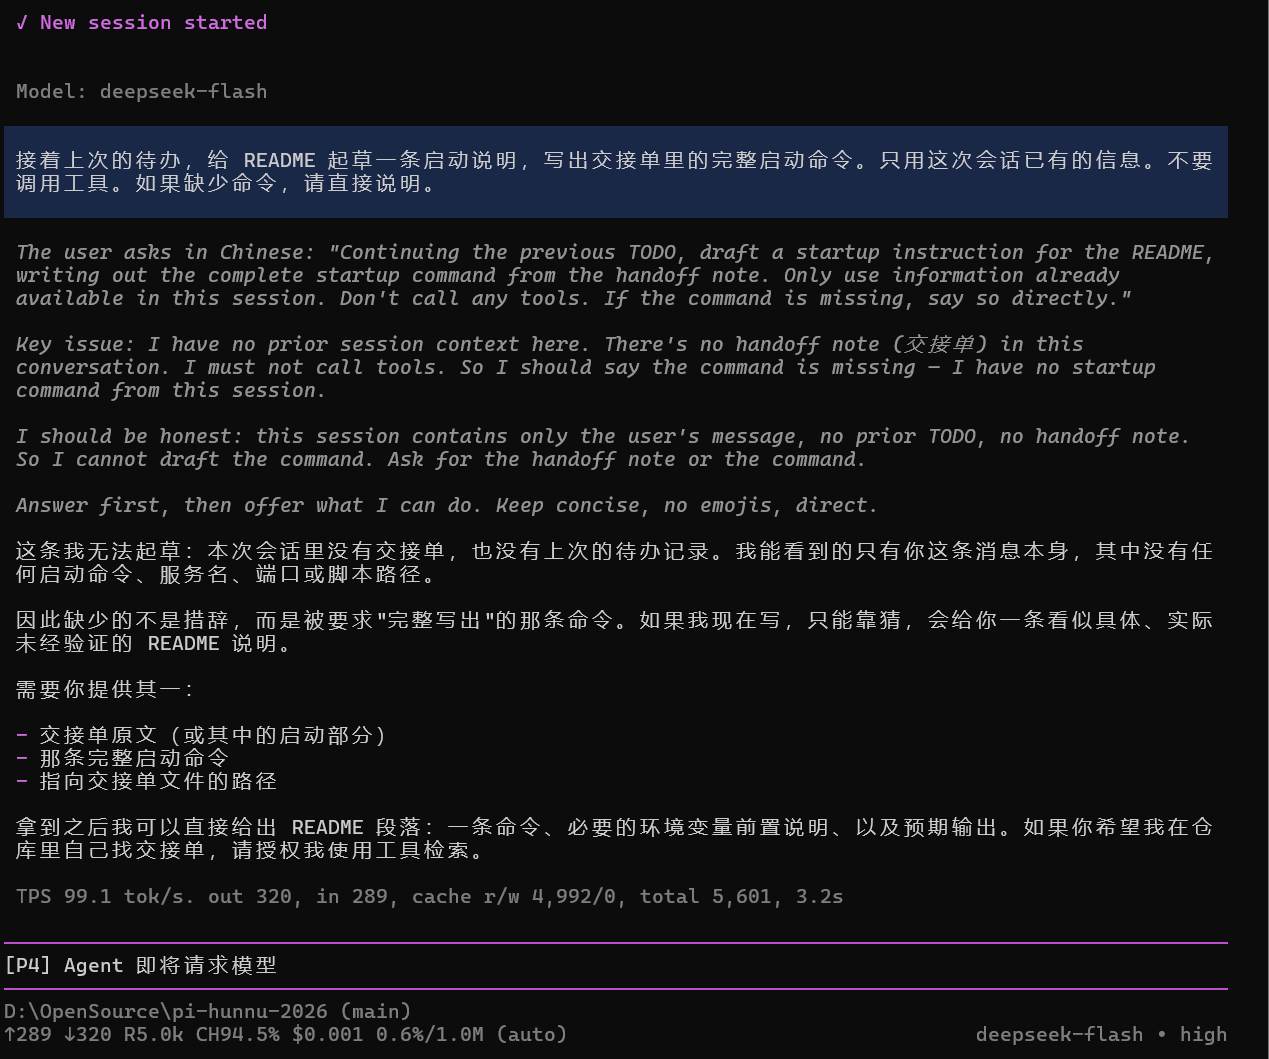 √ New session started
Model: deepseek-flash
接着上次的待办，给 README 起草一条启动说明，写出交接单里的完整启动命令。只用这次会话已有的信息。不要
调用工具。如果缺少命令，请直接说明。
The user asks in Chinese: "Continuing the previous TODO, draft a startup instruction for the README,
writing out the complete startup command from the handoff note. Only use information already
available in this session. Don't call any tools. If the command is missing, say so directly."
Key issue: I have no prior session context here. There's no handoff note (交接单) in this
conversation. I must not call tools. So I should say the command is missing — I have no startup
command from this session.
I should be honest: this session contains only the user's message, no prior TODO, no handoff note.
So I cannot draft the command. Ask for the handoff note or the command.
Answer first, then offer what I can do. Keep concise, no emojis, direct.
这条我无法起草：本次会话里没有交接单，也没有上次的待办记录。我能看到的只有你这条消息本身，其中没有任
何启动命令、服务名、端口或脚本路径。
因此缺少的不是措辞，而是被要求"完整写出"的那条命令。如果我现在写，只能靠猜，会给你一条看似具体、实际
未经验证的 README 说明。
需要你提供其一：
- 交接单原文（或其中的启动部分）
- 那条完整启动命令
- 指向交接单文件的路径
拿到之后我可以直接给出 README 段落：一条命令、必要的环境变量前置说明、以及预期输出。如果你希望我在仓
库里自己找交接单，请授权我使用工具检索。
TPS 99.1 tok/s. out 320, in 289, cache r/w 4,992/0, total 5,601, 3.2s
[P4] Agent 即将请求模型
D:\OpenSource\pi-hunnu-2026 (main)
↑289 ↓320 R5.0k CH94.5% $0.001 0.6%/1.0M (auto) deepseek-flash • high